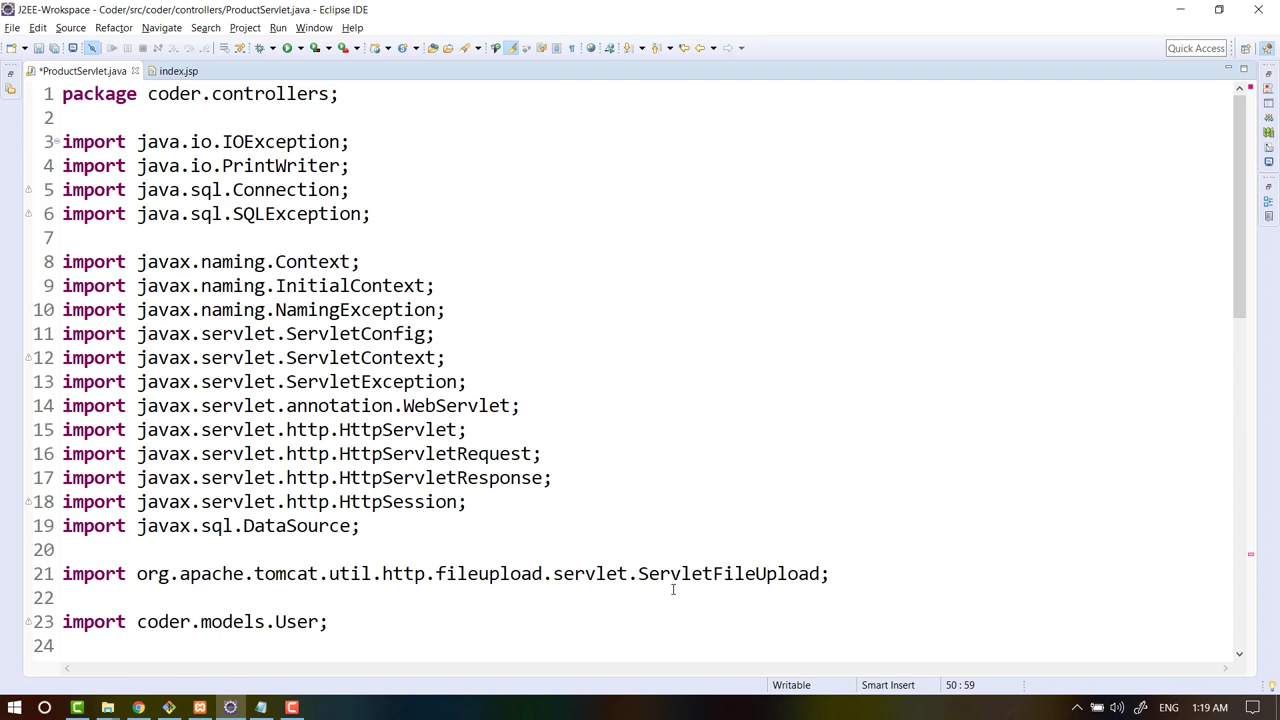 J2EE-Wrokspace - Coder/src/coder/controllers/ProductServlet.java - Eclipse IDE
File Edit Source Refactor Navigate Search Project Run Window Help
Quick Access
*ProductServlet.java index.jsp
1 package coder.controllers;
2
3 import java.io.IOException;
4 import java.io.PrintWriter;
5 import java.sql.Connection;
6 import java.sql.SQLException;
7
8 import javax.naming.Context;
9 import javax.naming.InitialContext;
10 import javax.naming.NamingException;
11 import javax.servlet.ServletConfig;
12 import javax.servlet.ServletContext;
13 import javax.servlet.ServletException;
14 import javax.servlet.annotation.WebServlet;
15 import javax.servlet.http.HttpServlet;
16 import javax.servlet.http.HttpServletRequest;
17 import javax.servlet.http.HttpServletResponse;
18 import javax.servlet.http.HttpSession;
19 import javax.sql.DataSource;
20
21 import org.apache.tomcat.util.http.fileupload.servlet.ServletFileUpload;
22
23 import coder.models.User;
24
Writable Smart Insert 50 : 59
ENG 1:19 AM